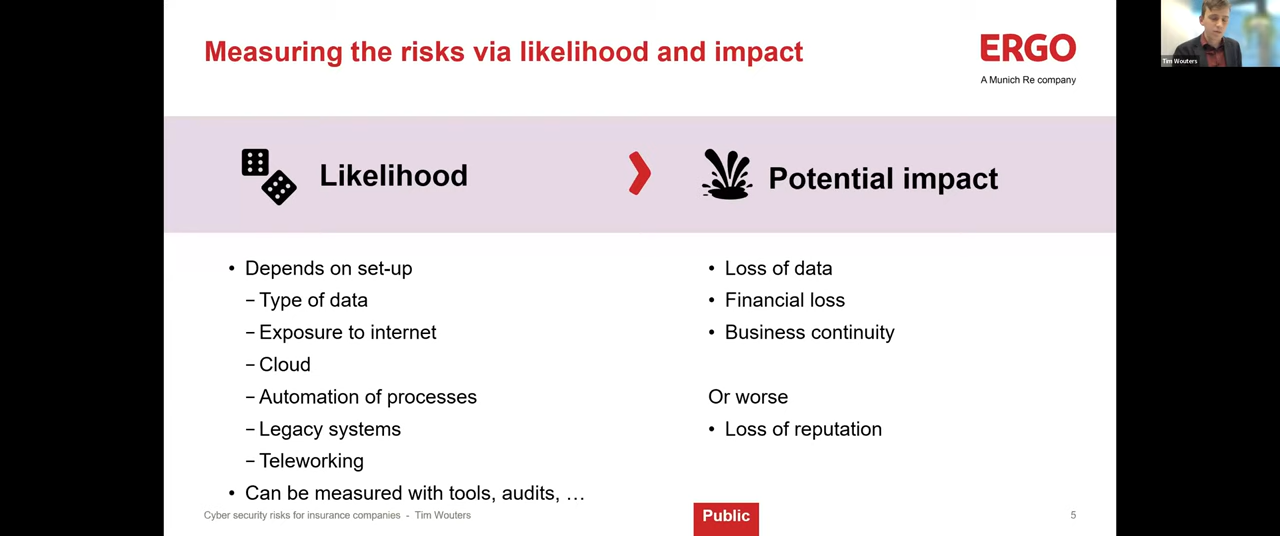 Measuring the risks via likelihood and impact
ERGO
A Munich Re company
Tim Wouters
Likelihood
Potential impact
• Depends on set-up
– Type of data
– Exposure to internet
– Cloud
– Automation of processes
– Legacy systems
– Teleworking
• Can be measured with tools, audits, …
• Loss of data
• Financial loss
• Business continuity
Or worse
• Loss of reputation
Cyber security risks for insurance companies - Tim Wouters
Public
5